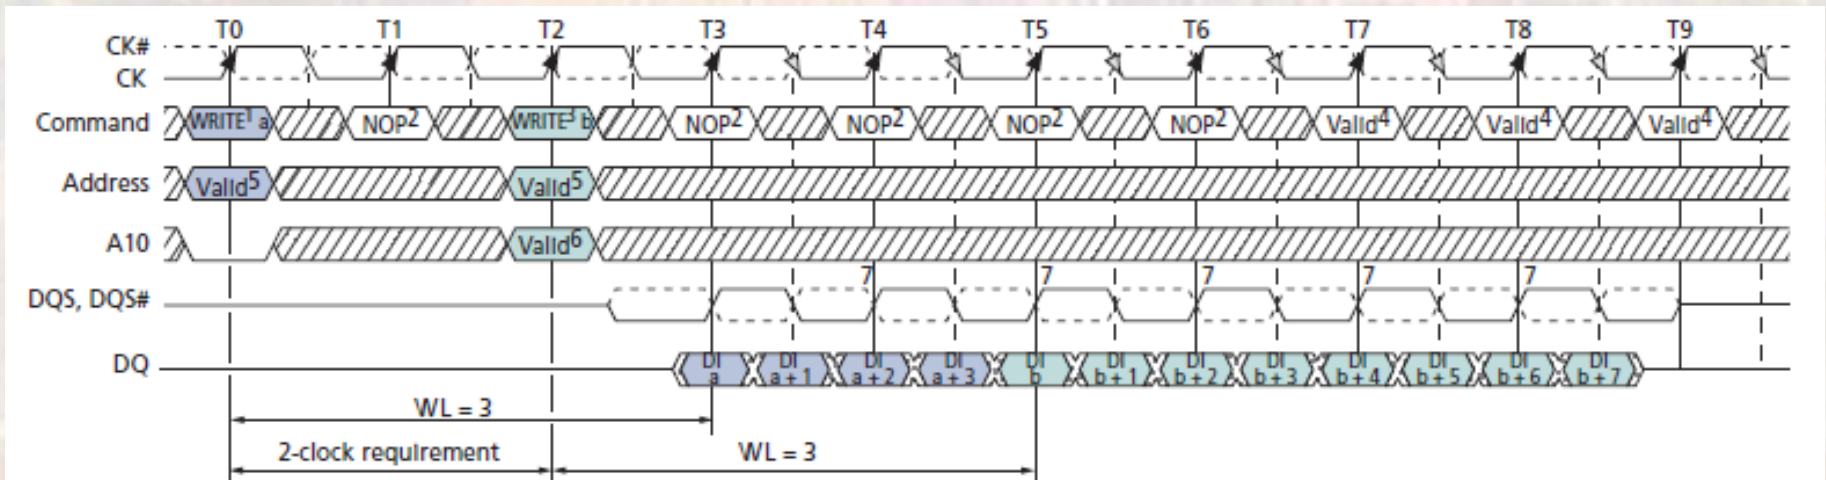 T0 T1 T2 T3 T4 T5 T6 T7 T8 T9
CK#
CK
Command WRITE1 a NOP2 WRITE3 b NOP2 NOP2 NOP2 NOP2 Valid4 Valid4 Valid4
Address Valid5 Valid5
A10 Valid6
7 7 7 7 7
DQS, DQS#
DQ DI a DI a + 1 DI a + 2 DI a + 3 DI b DI b + 1 DI b + 2 DI b + 3 DI b + 4 DI b + 5 DI b + 6 DI b + 7
WL = 3
2-clock requirement WL = 3